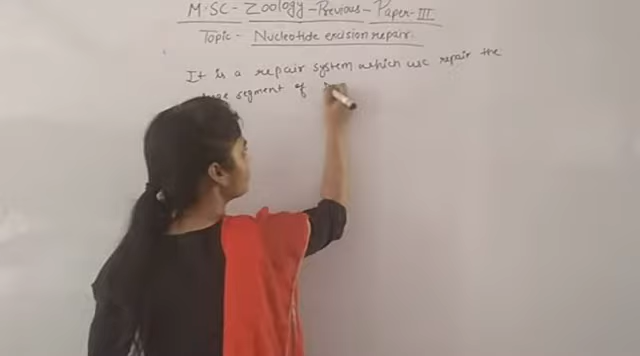 M.SC - Zoology - Previous - Paper - III
Topic - Nucleotide excision repair.
It is a repair system which use repair the
segment of